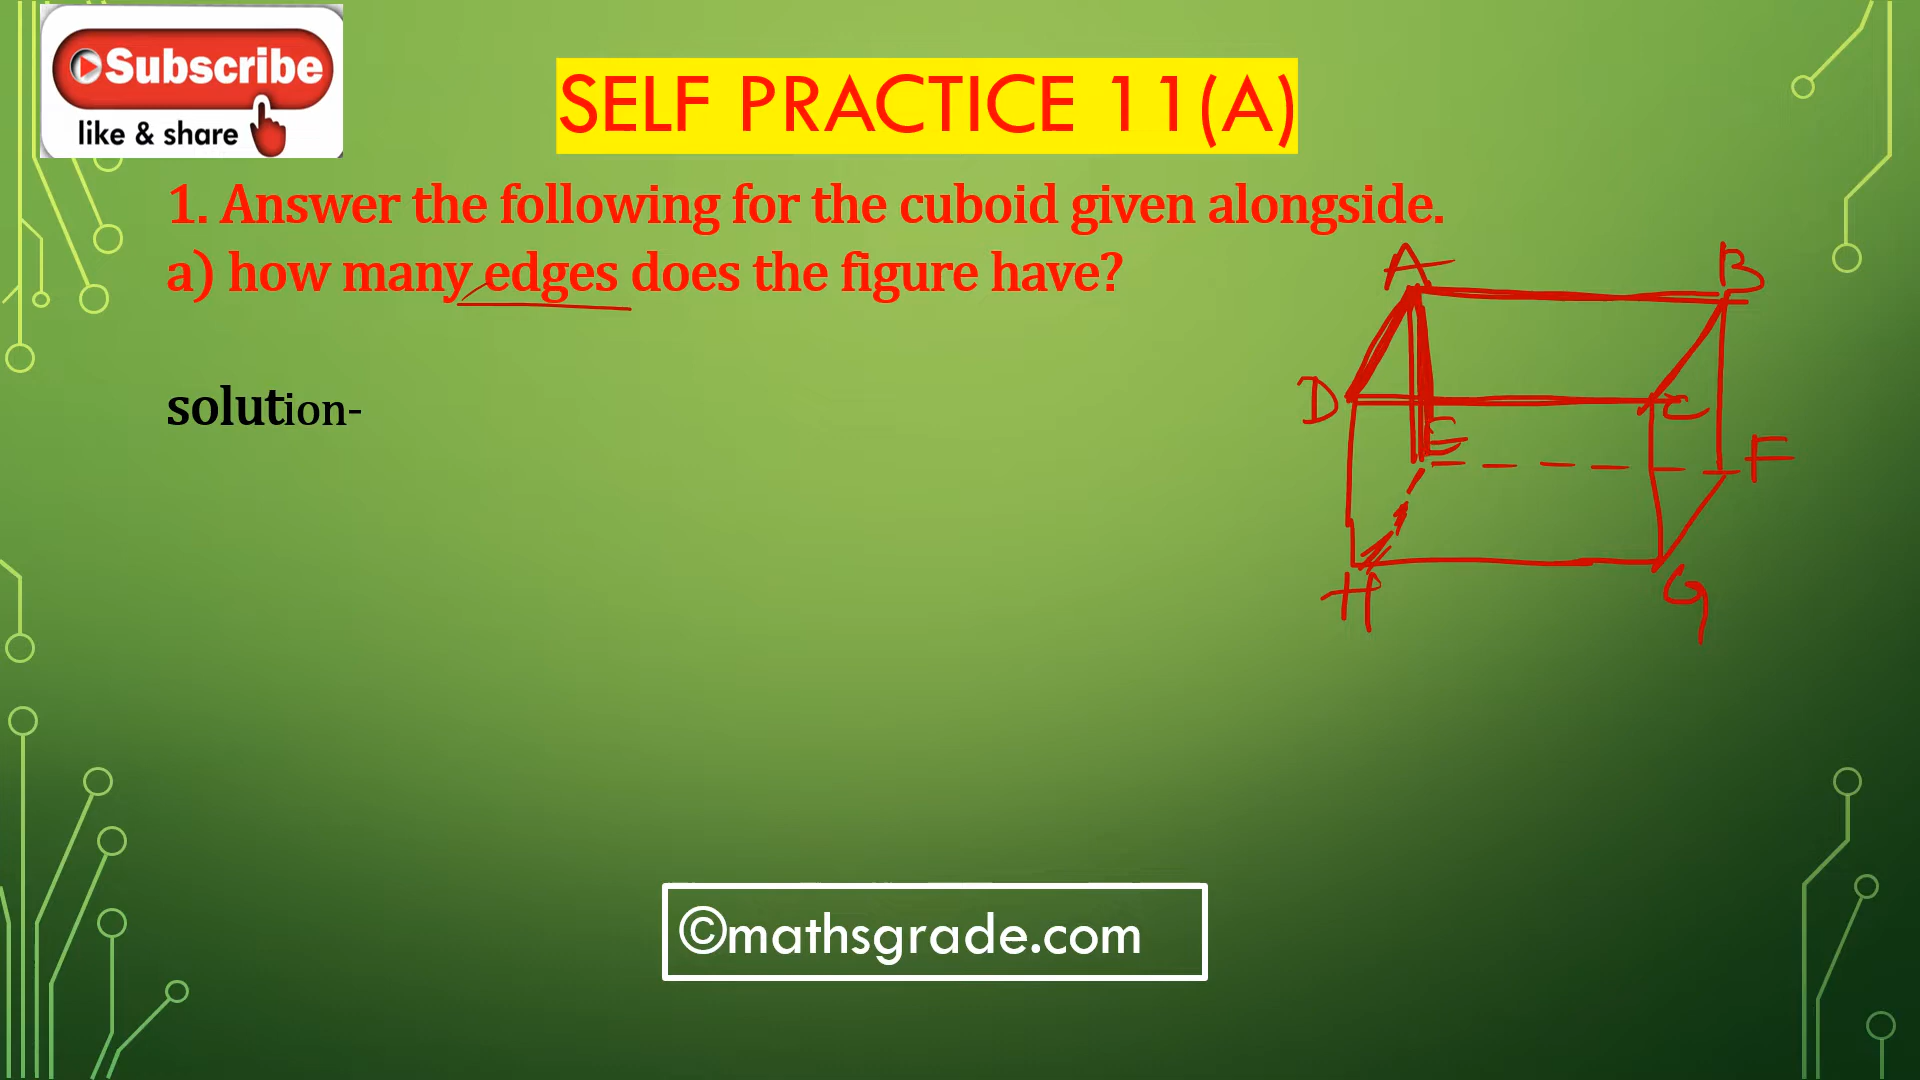 Subscribe
like & share
SELF PRACTICE 11(A)
1. Answer the following for the cuboid given alongside.
a) how many edges does the figure have?
solution-
A
B
D
C
E
F
H
G
©mathsgrade.com